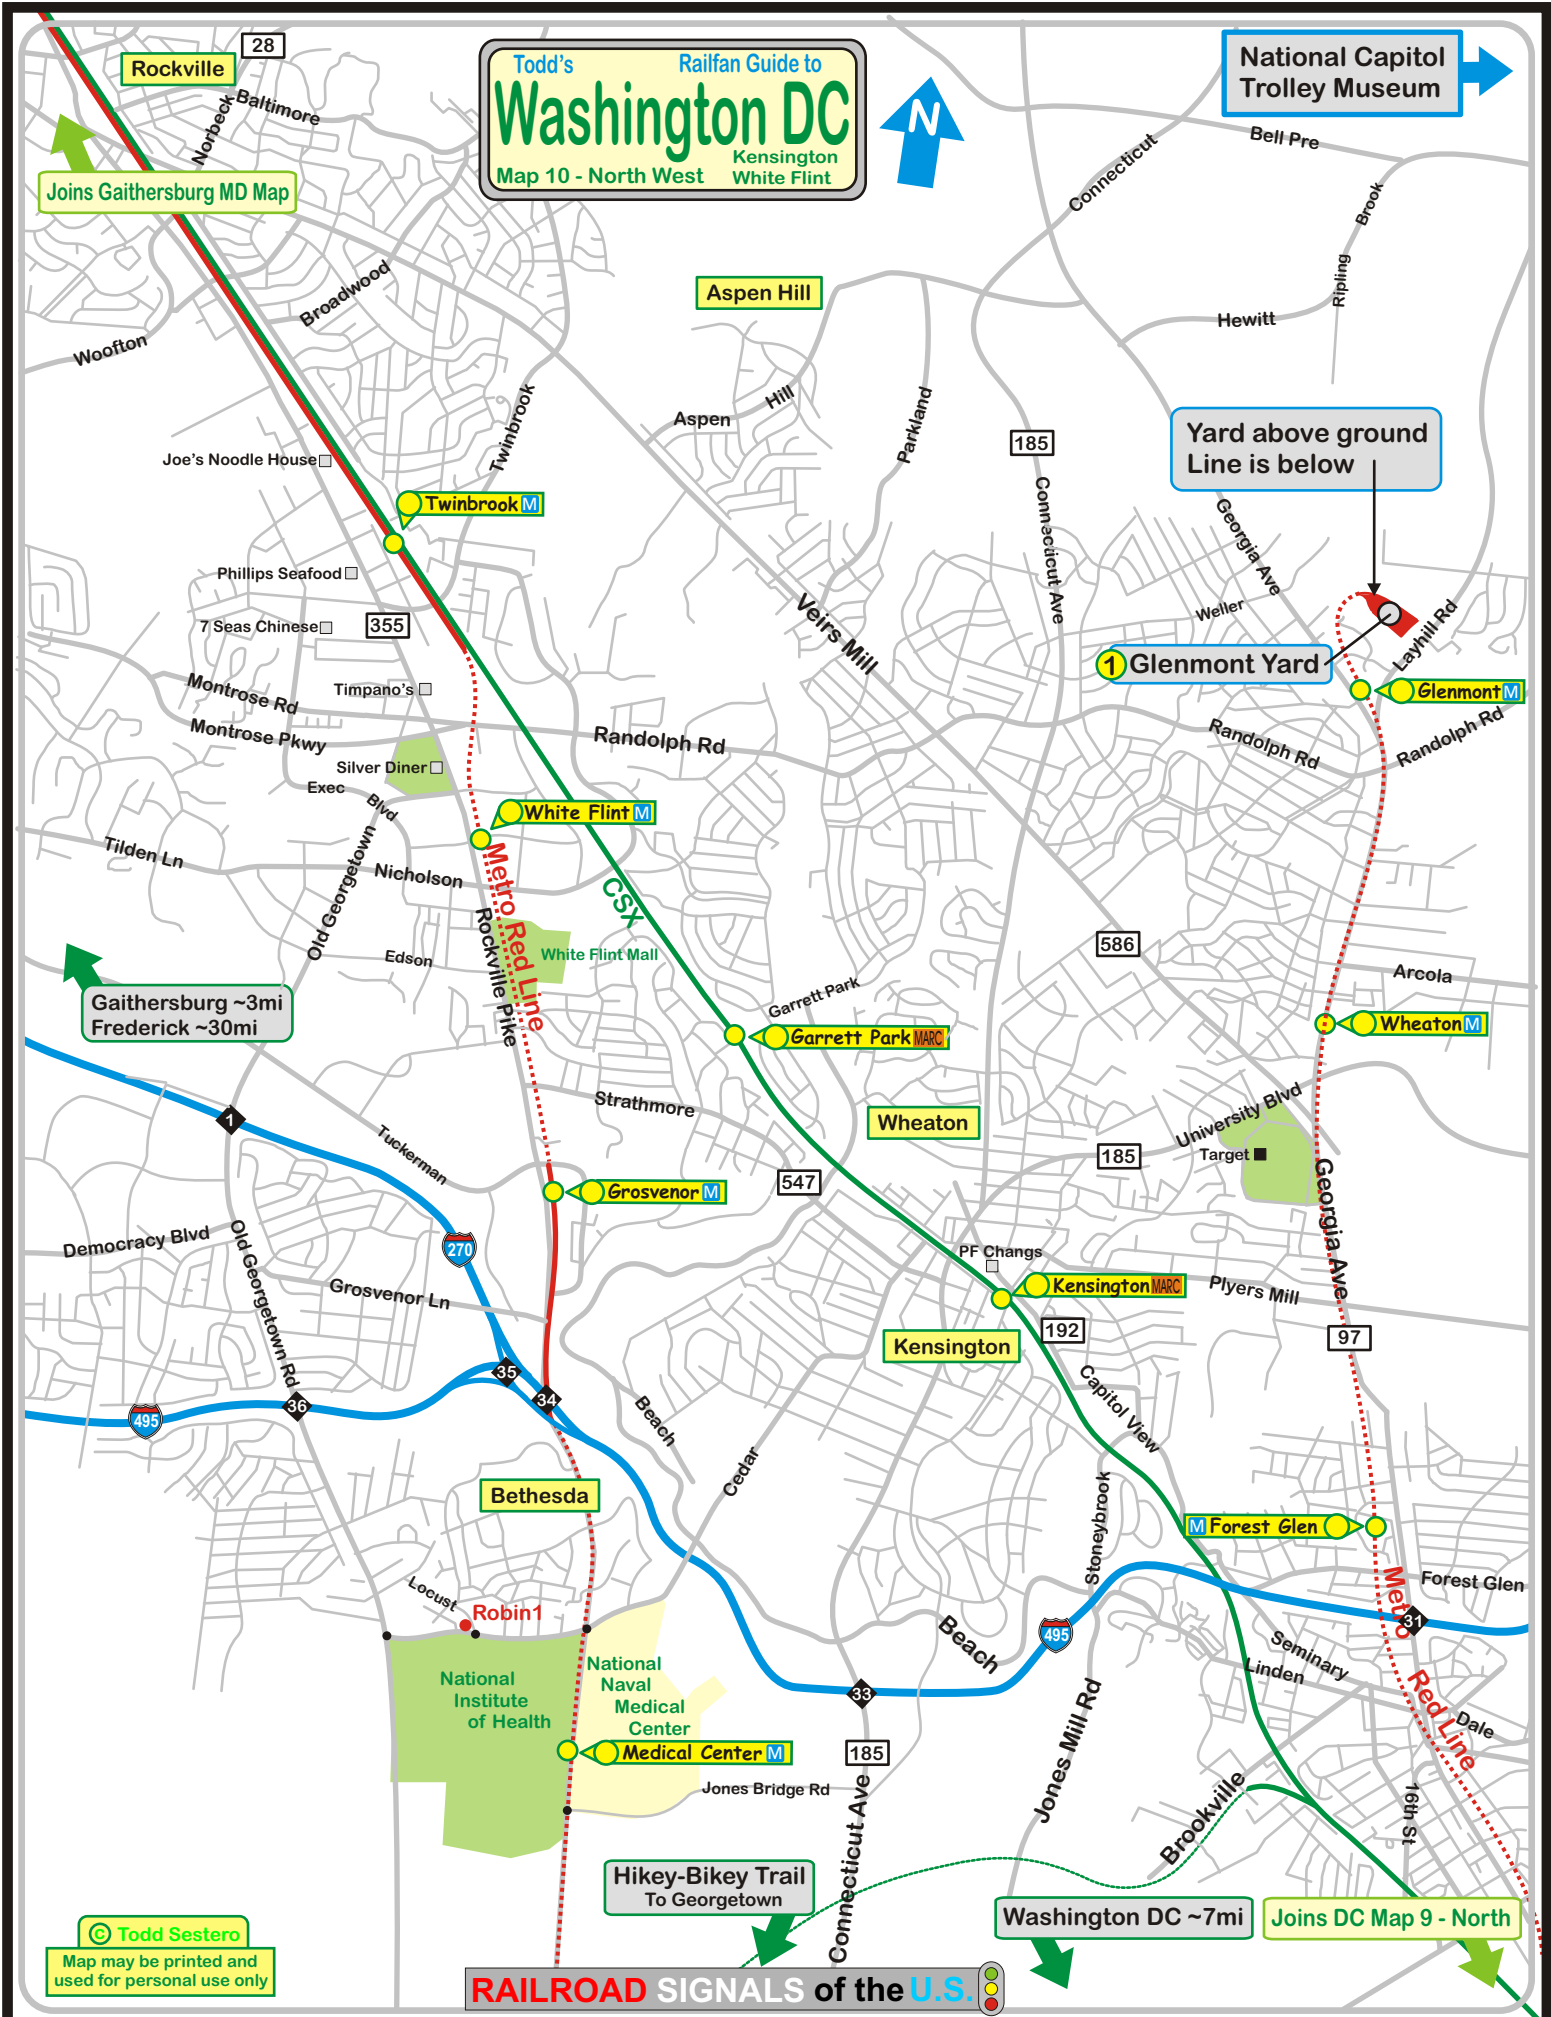 Rockville
28
Todd's Railfan Guide to
Washington DC
Map 10 - North West
Kensington
White Flint
N
National Capitol
Trolley Museum
Baltimore
Norbeck
Bell Pre
Connecticut
Joins Gaithersburg MD Map
Brook
Ripling
Broadwood
Aspen Hill
Hewitt
Woofton
Twinbrook
Aspen
Hill
Parkland
185
Yard above ground
Line is below
Joe's Noodle House
Twinbrook M
Connecticut Ave
Georgia Ave
Phillips Seafood
7 Seas Chinese
355
Veirs Mill
Weller
Layhill Rd
1 Glenmont Yard
Glenmont M
Montrose Rd
Timpano's
Montrose Pkwy
Randolph Rd
Randolph Rd
Randolph Rd
Silver Diner
Exec
Blvd
White Flint M
Tilden Ln
Old Georgetown
Nicholson
Metro Red Line
CSX
Rockville Pike
White Flint Mall
Edson
586
Arcola
Gaithersburg ~3mi
Frederick ~30mi
Garrett Park
Garrett Park MARC
Wheaton M
1
Strathmore
Wheaton
University Blvd
Tuckerman
185
Target
547
Grosvenor M
Georgia Ave
Democracy Blvd
Old Georgetown Rd
270
PF Changs
Grosvenor Ln
Kensington MARC
Plyers Mill
192
97
Kensington
35
34
36
495
Capitol View
Beach
Cedar
Bethesda
Stoneybrook
M Forest Glen
Locust
Robin1
Metro
Forest Glen
31
495
Beach
Seminary
Linden
National
Institute
of Health
National
Naval
Medical
Center
33
Red Line
Dale
Medical Center M
185
Jones Bridge Rd
Jones Mill Rd
Connecticut Ave
Brookville
16th St
Hikey-Bikey Trail
To Georgetown
Washington DC ~7mi
Joins DC Map 9 - North
© Todd Sestero
Map may be printed and
used for personal use only
RAILROAD SIGNALS of the U.S.